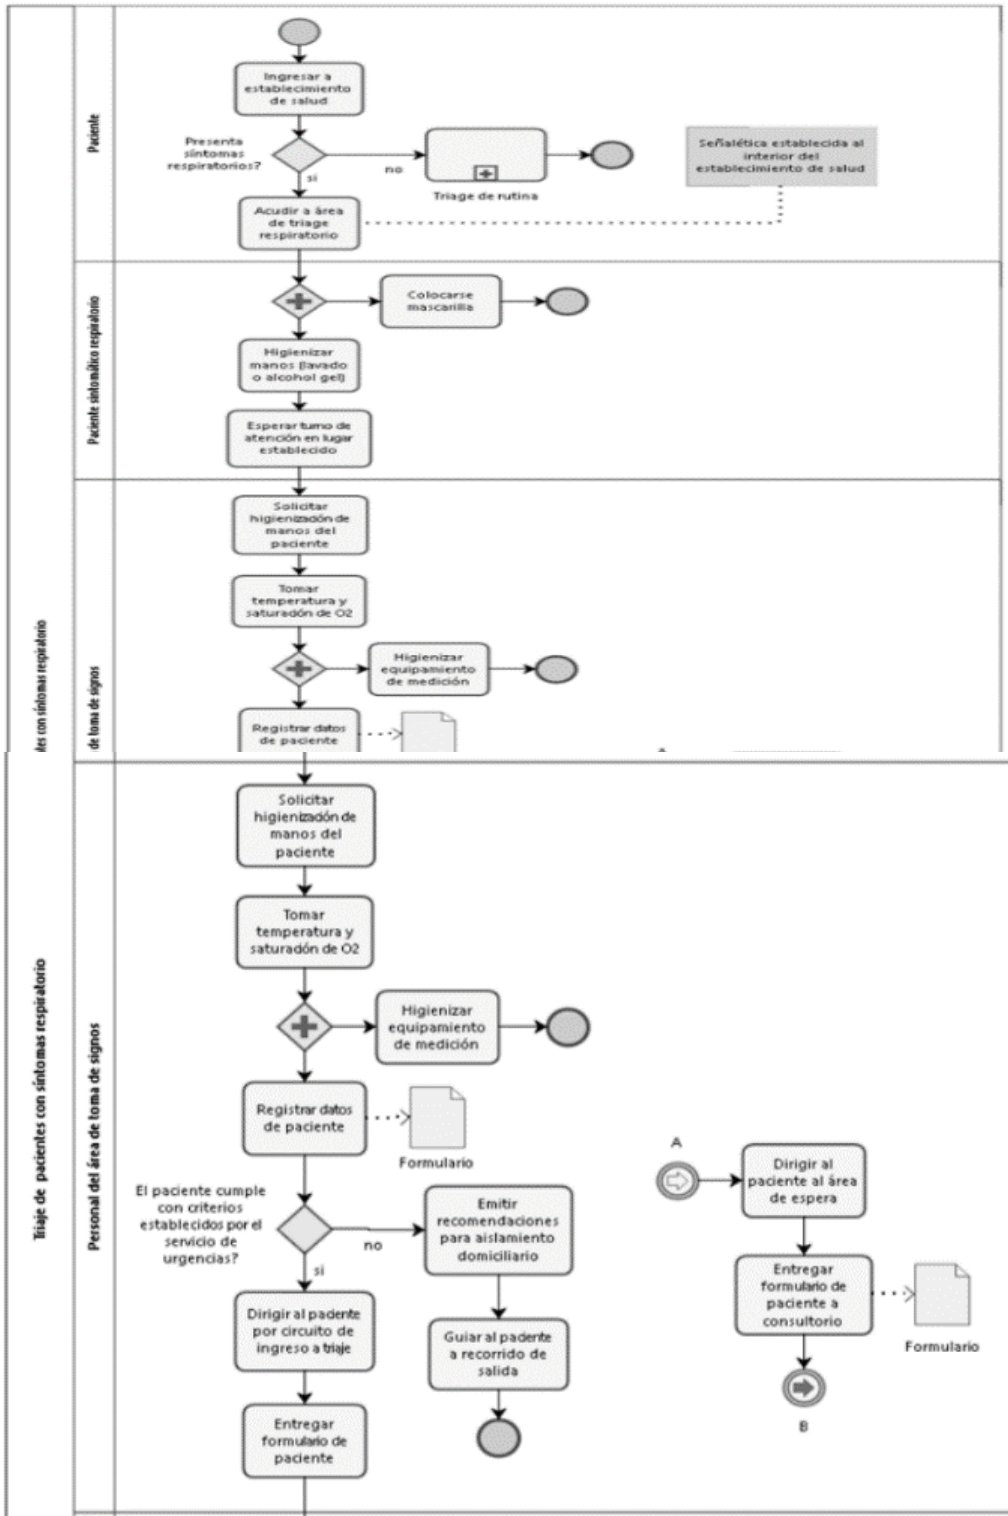 Paciente
Ingresar a
establecimiento
de salud
Presenta
síntomas
respiratorios?
no
si
Triage de rutina
Señalética establecida al
interior del
establecimiento de salud
Acudir a área
de triage
respiratorio
Paciente sintomático respiratorio
Colocarse
mascarilla
Higienizar
manos (lavado
o alcohol gel)
Esperar turno de
atención en lugar
establecido
tes con síntomas respiratorio
de toma de signos
Solicitar
higienización de
manos del
paciente
Tomar
temperatura y
saturación de O2
Higienizar
equipamiento
de medición
Registrar datos
de paciente
Triaje de pacientes con síntomas respiratorio
Personal del área de toma de signos
Solicitar
higienización de
manos del
paciente
Tomar
temperatura y
saturación de O2
Higienizar
equipamiento
de medición
Registrar datos
de paciente
Formulario
El paciente cumple
con criterios
establecidos por el
servicio de
urgencias?
no
si
Emitir
recomendaciones
para aislamiento
domiciliario
Dirigir al paciente
por circuito de
ingreso a triaje
Guiar al paciente
a recorrido de
salida
Entregar
formulario de
paciente
A
Dirigir al
paciente al área
de espera
Entregar
formulario de
paciente a
consultorio
Formulario
B